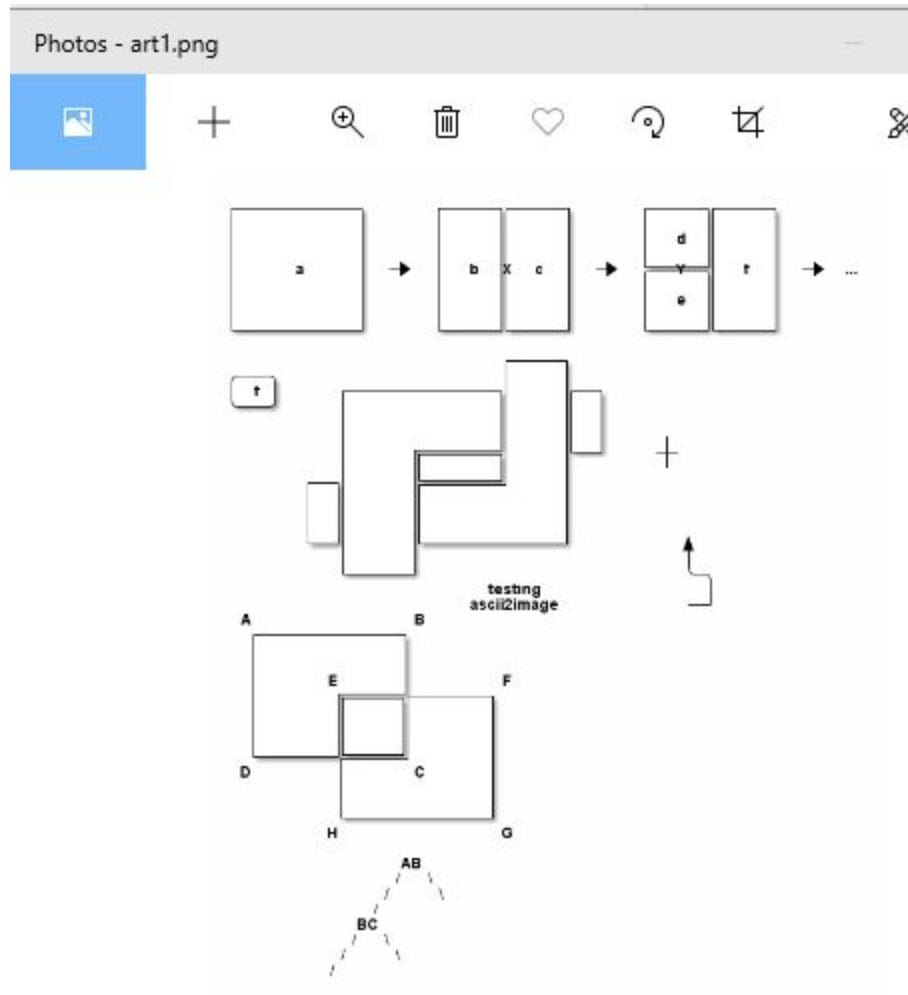 Photos - art1.png
a b X c d
Y f ...
e
f
testing
ascii2image
A B
E F
D C
H G
AB
BC